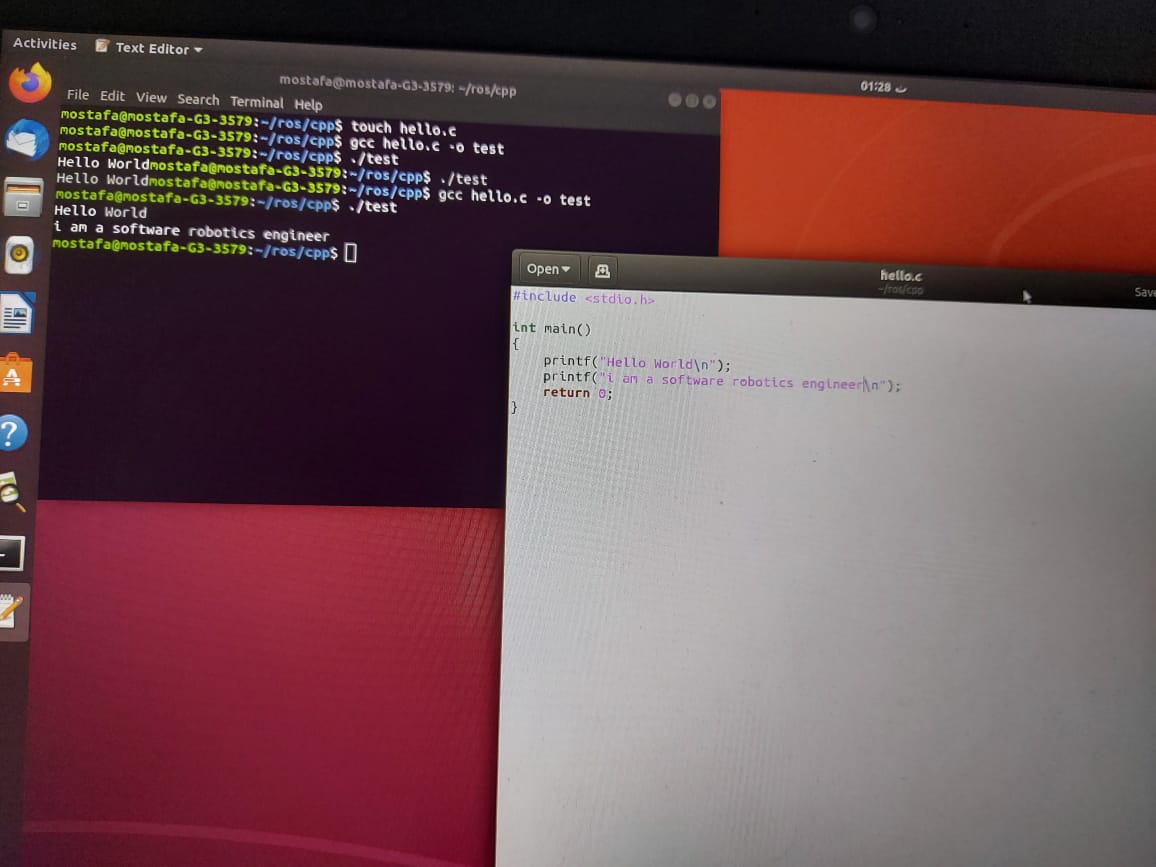 Activities
Text Editor
01:28
mostafa@mostafa-G3-3579: ~/ros/cpp
File Edit View Search Terminal Help
mostafa@mostafa-G3-3579:~/ros/cpp$ touch hello.c
mostafa@mostafa-G3-3579:~/ros/cpp$ gcc hello.c -o test
mostafa@mostafa-G3-3579:~/ros/cpp$ ./test
Hello Worldmostafa@mostafa-G3-3579:~/ros/cpp$ ./test
Hello Worldmostafa@mostafa-G3-3579:~/ros/cpp$ gcc hello.c -o test
mostafa@mostafa-G3-3579:~/ros/cpp$ ./test
Hello World
i am a software robotics engineer
mostafa@mostafa-G3-3579:~/ros/cpp$
Open
hello.c
~/ros/cpp
Save
#include <stdio.h>
int main()
{
printf("Hello World\n");
printf("i am a software robotics engineer\n");
return 0;
}